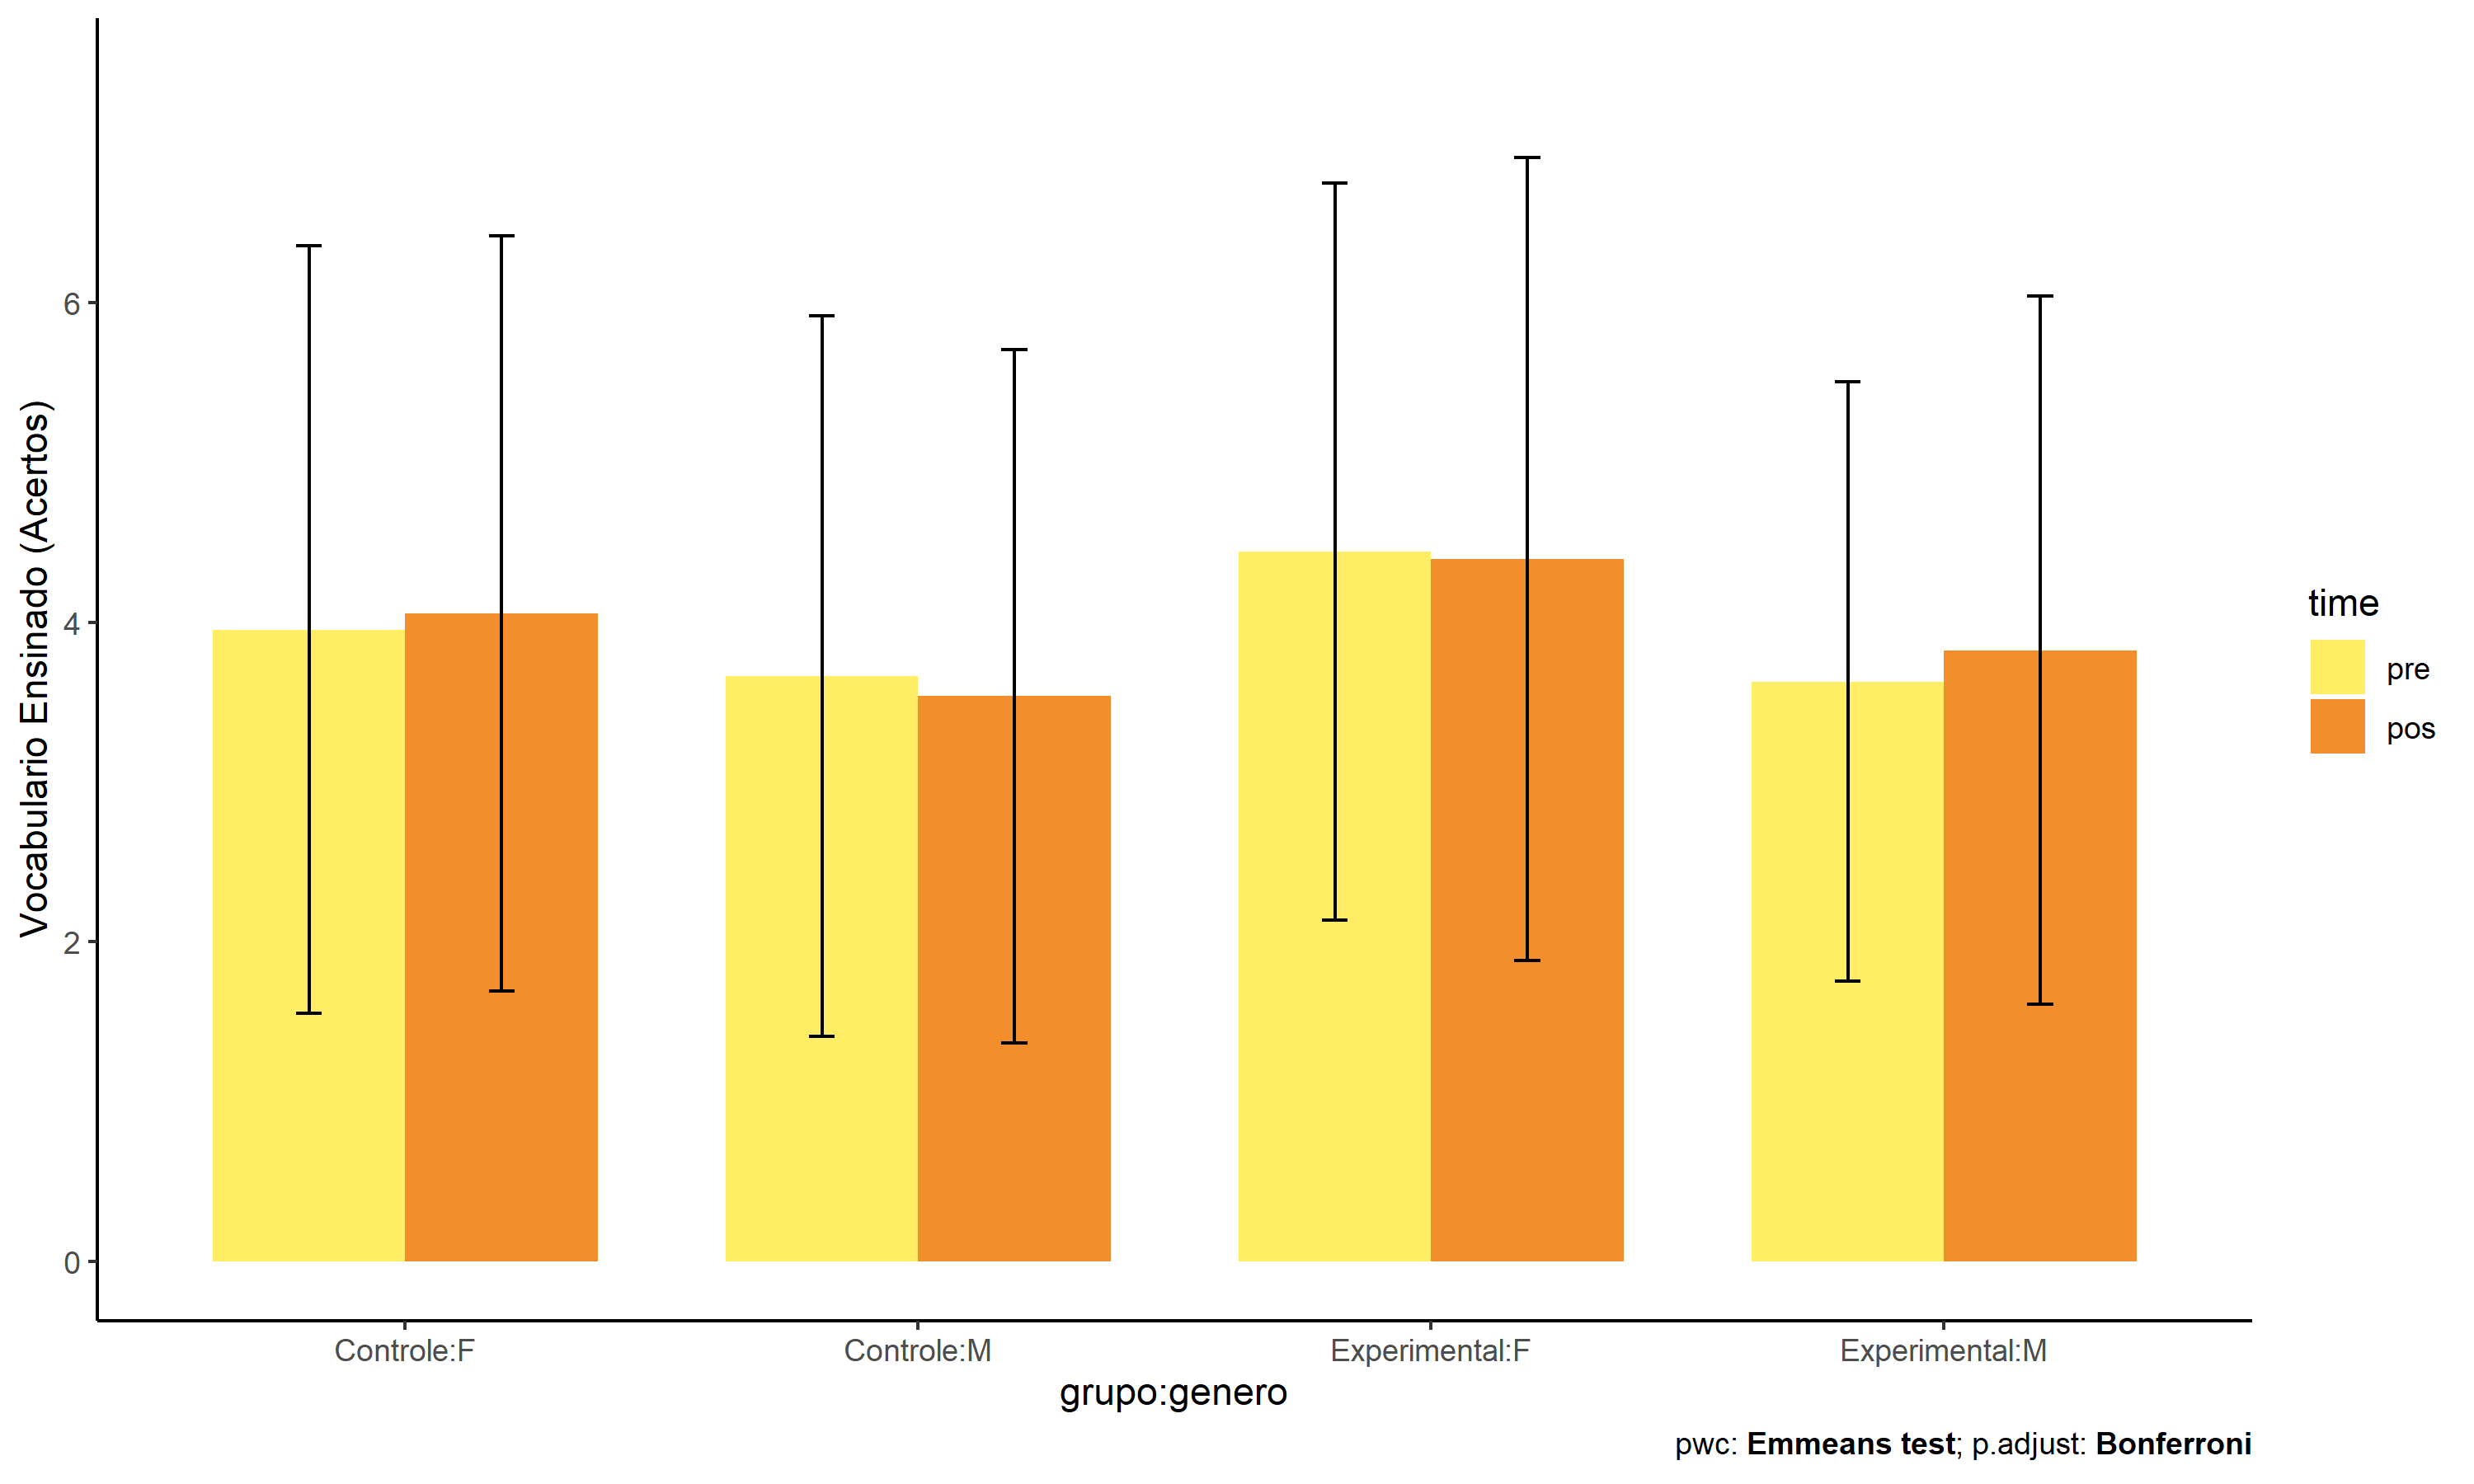 Vocabulario Ensinado (Acertos)
6
4
2
0
Controle:F
Controle:M
Experimental:F
Experimental:M
grupo:genero
time
pre
pos
pwc: Emmeans test; p.adjust: Bonferroni